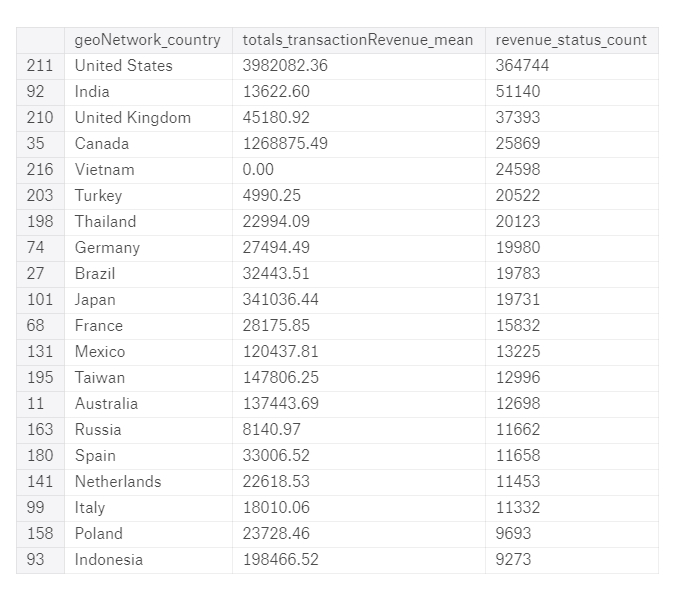 geoNetwork_country totals_transactionRevenue_mean revenue_status_count
211 United States 3982082.36 364744
92 India 13622.60 51140
210 United Kingdom 45180.92 37393
35 Canada 1268875.49 25869
216 Vietnam 0.00 24598
203 Turkey 4990.25 20522
198 Thailand 22994.09 20123
74 Germany 27494.49 19980
27 Brazil 32443.51 19783
101 Japan 341036.44 19731
68 France 28175.85 15832
131 Mexico 120437.81 13225
195 Taiwan 147806.25 12996
11 Australia 137443.69 12698
163 Russia 8140.97 11662
180 Spain 33006.52 11658
141 Netherlands 22618.53 11453
99 Italy 18010.06 11332
158 Poland 23728.46 9693
93 Indonesia 198466.52 9273